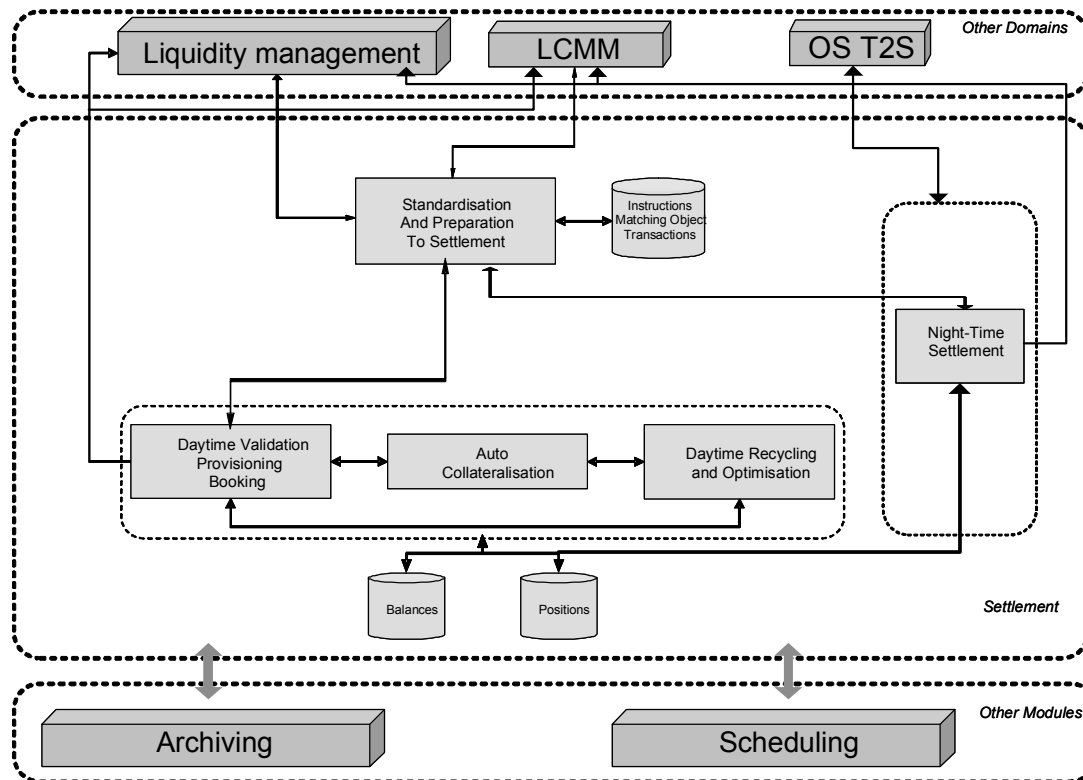 Other Domains
Liquidity management
LCMM
OS T2S
Standardisation
And Preparation
To Settlement
Instructions
Matching Object
Transactions
Night-Time
Settlement
Daytime Validation
Provisioning
Booking
Auto
Collateralisation
Daytime Recycling
and Optimisation
Balances
Positions
Settlement
Other Modules
Archiving
Scheduling